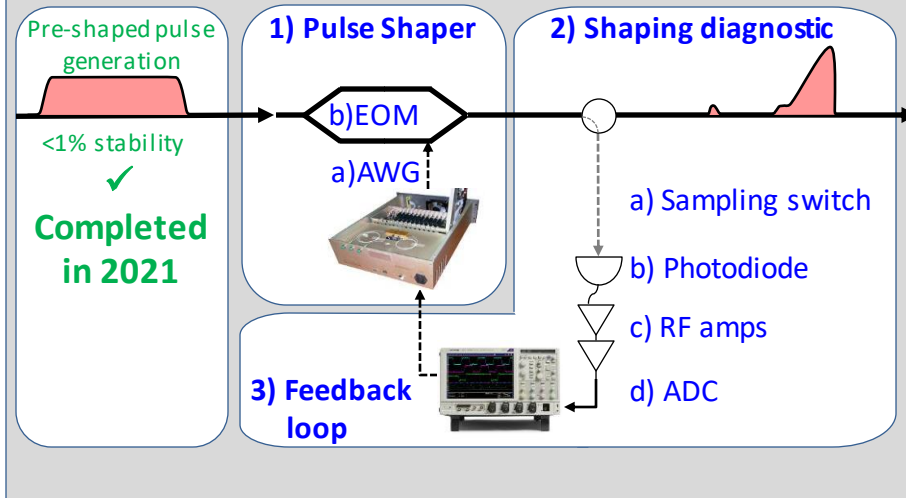 Pre-shaped pulse
generation
<1% stability
✓
Completed
in 2021
1) Pulse Shaper
b)EOM
a)AWG
2) Shaping diagnostic
a) Sampling switch
b) Photodiode
c) RF amps
d) ADC
3) Feedback
loop